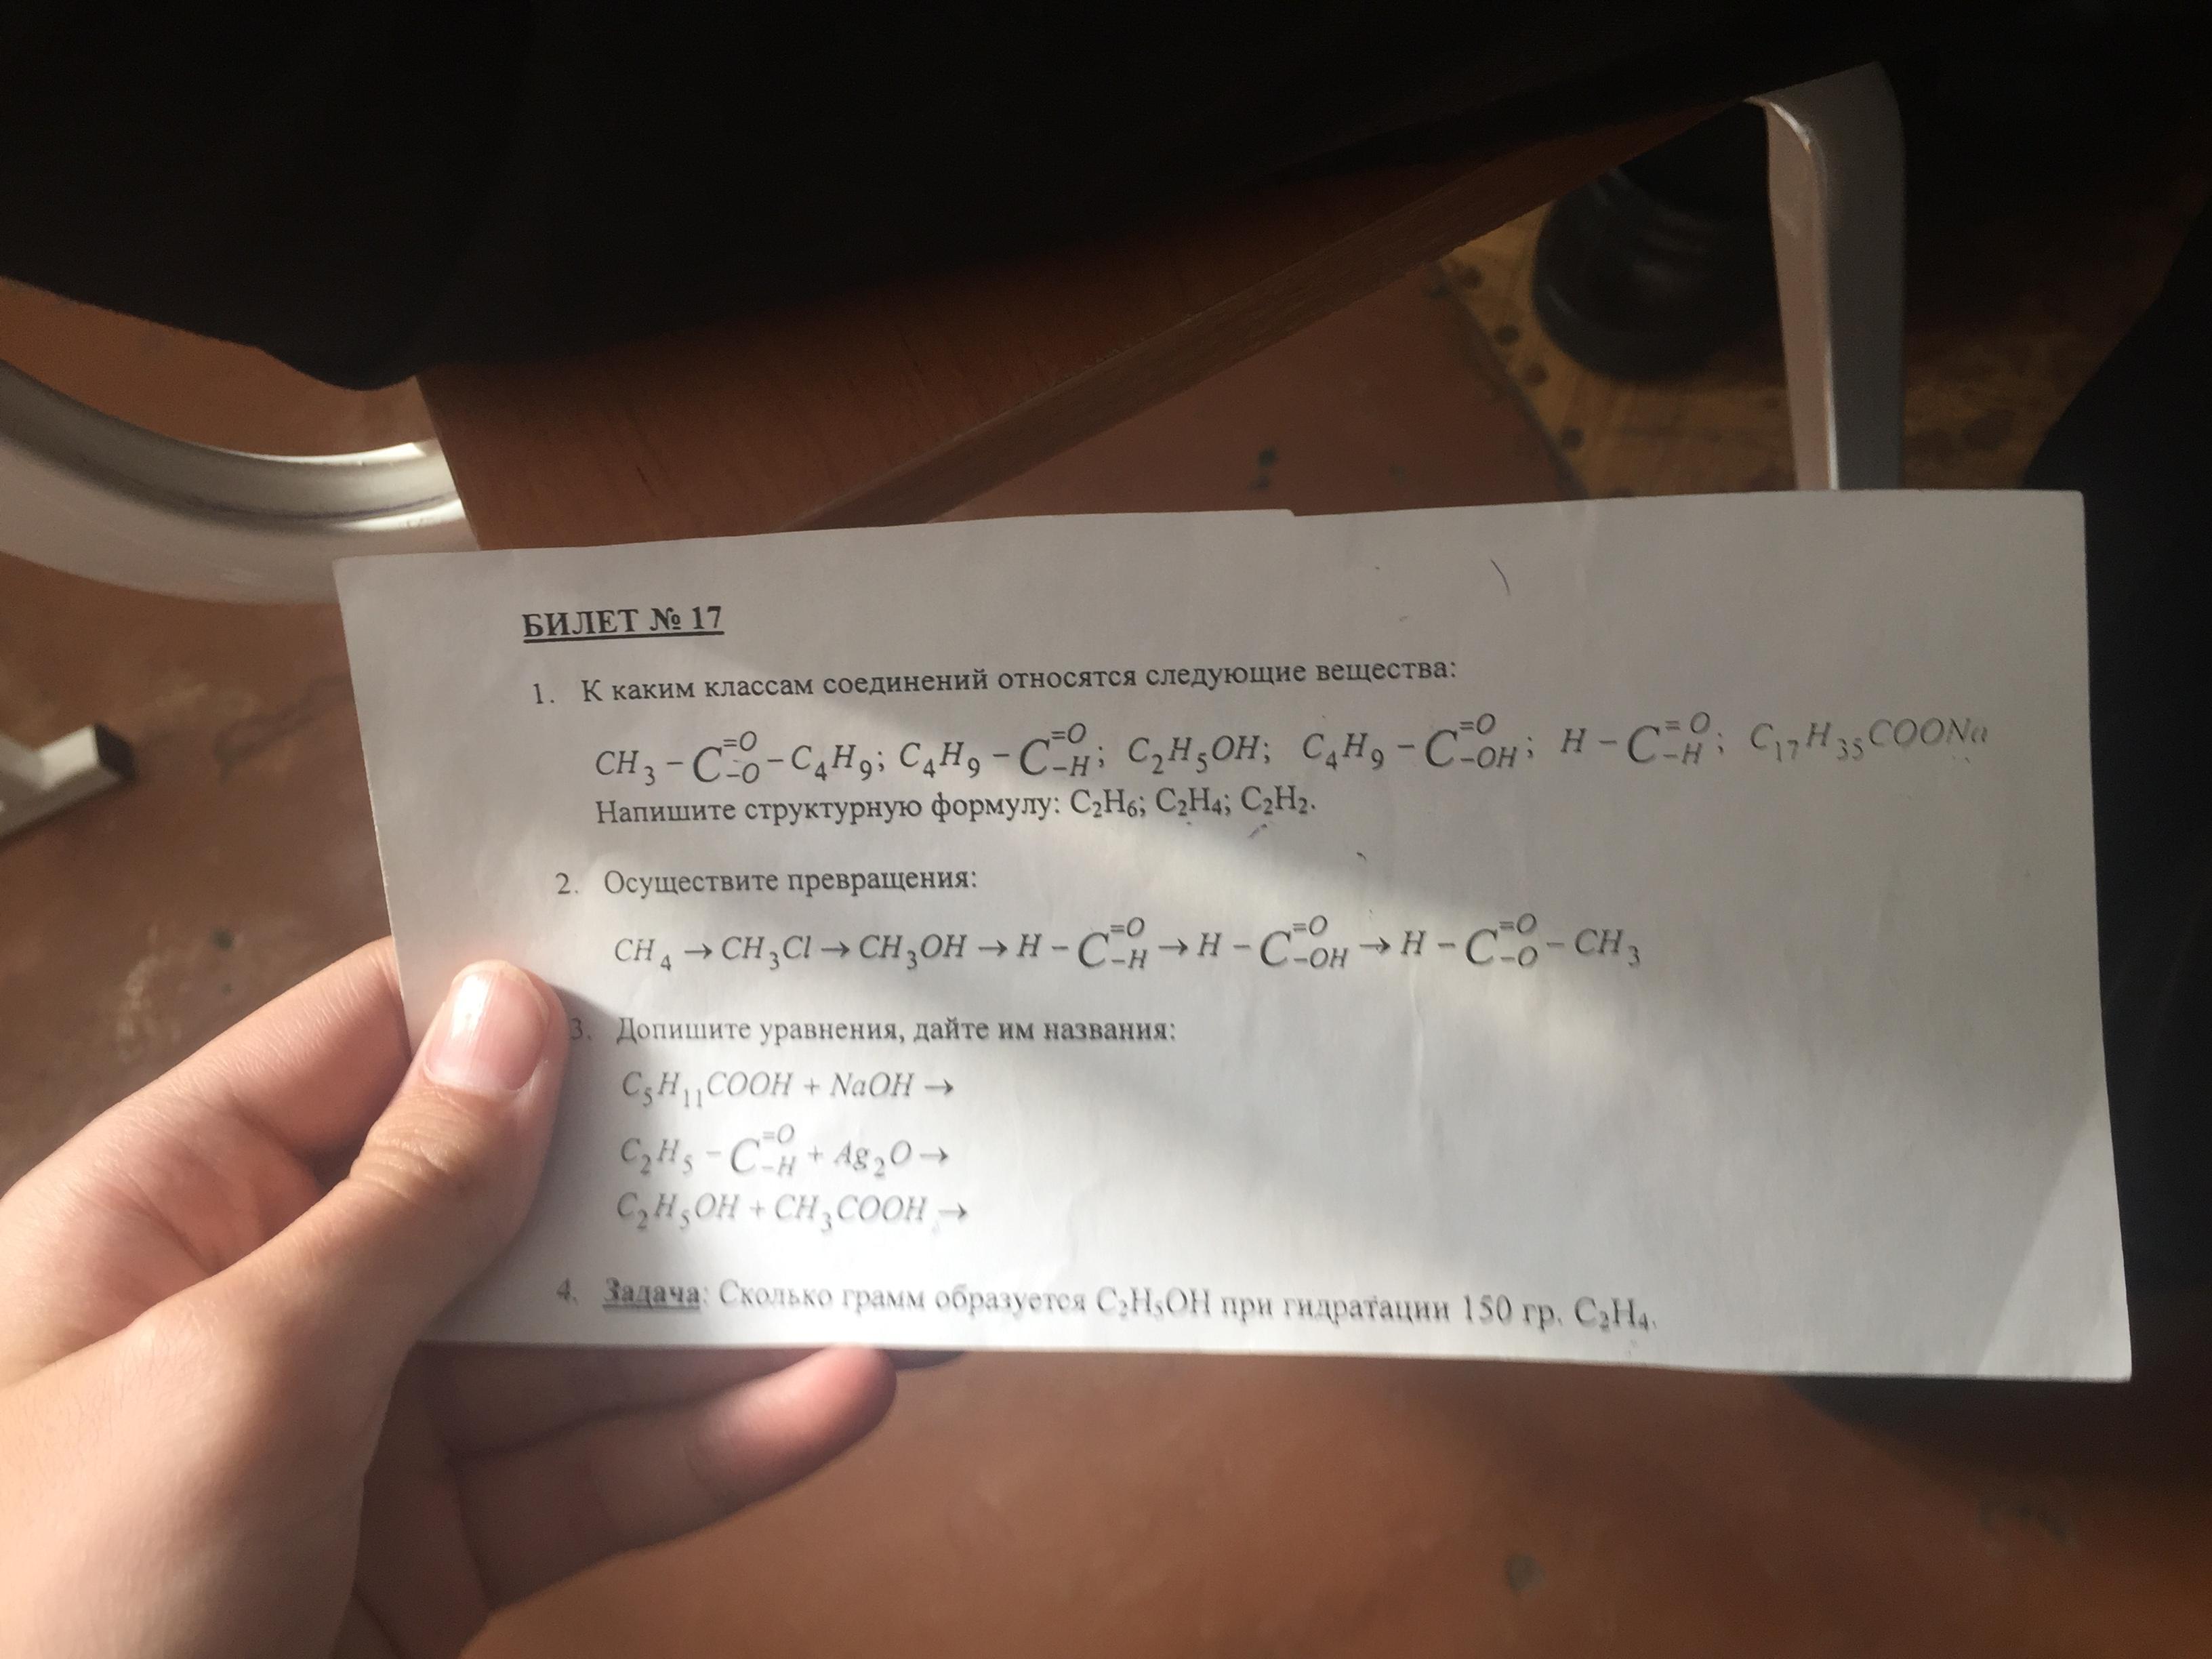 БИЛЕТ № 17
1. К каким классам соединений относятся следующие вещества:
CH₃ – C=O–O – C₄H₉; C₄H₉ – C=O–H; C₂H₅OH; C₄H₉ – C=O–OH; H – C=O–H; C₁₇H₃₅COONa
Напишите структурную формулу: C₂H₆; C₂H₄; C₂H₂.
2. Осуществите превращения:
CH₄ → CH₃Cl → CH₃OH → H – C=O–H → H – C=O–OH → H – C=O–O – CH₃
3. Допишите уравнения, дайте им названия:
C₅H₁₁COOH + NaOH →
C₂H₅ – C=O–H + Ag₂O →
C₂H₅OH + CH₃COOH →
4. Задача: Сколько грамм образуется C₂H₅OH при гидратации 150 гр. C₂H₄.